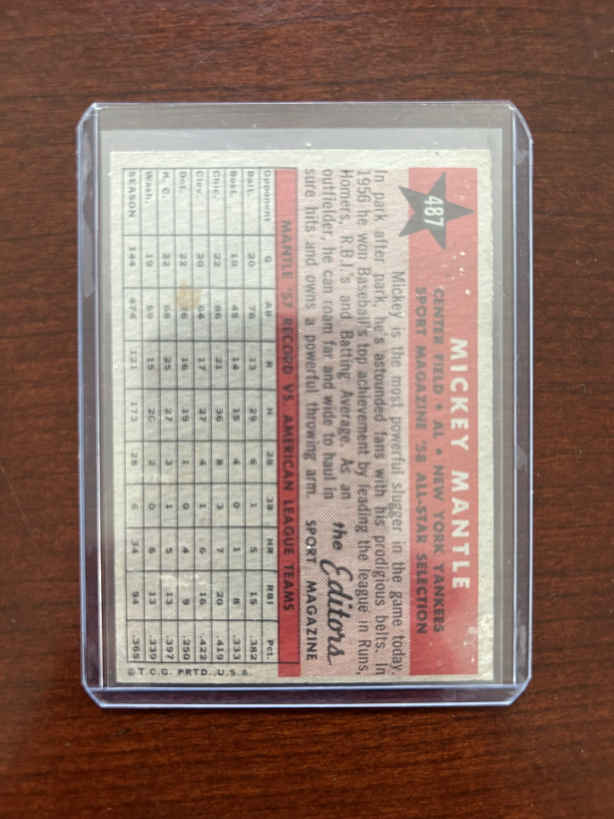 487
MICKEY MANTLE
CENTER FIELD ★ AL ★ NEW YORK YANKEES
SPORT MAGAZINE '58 ALL-STAR SELECTION
Mickey is the most powerful slugger in the game today.
In park after park, he's astounded fans with his prodigious belts. In
1956 he won Baseball's top achievement by leading the league in Runs,
Homers, R.B.I.'s and Batting Average. As an
outfielder, he can roam far and wide to haul in
sure hits and owns a powerful throwing arm.
the Editors
SPORT MAGAZINE
MANTLE '57 RECORD VS. AMERICAN LEAGUE TEAMS
Opponent G AB R H 2B 3B HR RBI Pct.
Balt. 20 76 13 29 6 1 5 15 .382
Bost. 19 45 14 15 4 0 1 8 .333
Chic. 22 86 21 36 8 3 7 20 .419
Clev. 20 64 17 27 4 1 6 16 .422
Det. 22 76 16 19 1 0 4 9 .250
K. C. 22 68 25 27 3 1 5 13 .397
Wash. 19 59 15 20 2 0 6 13 .339
SEASON 144 474 121 173 28 6 34 94 .365
©T.C.G. PRTD. U.S.A.